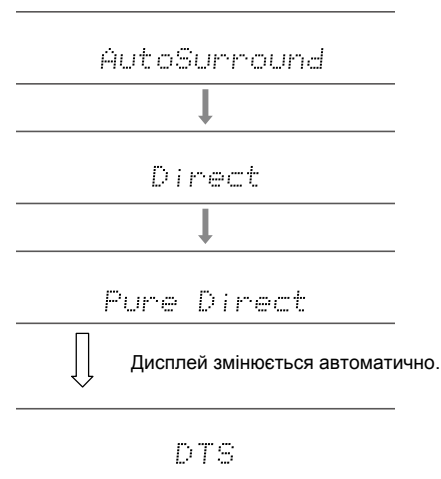 AutoSurround
Direct
Pure Direct
Дисплей змінюється автоматично.
DTS